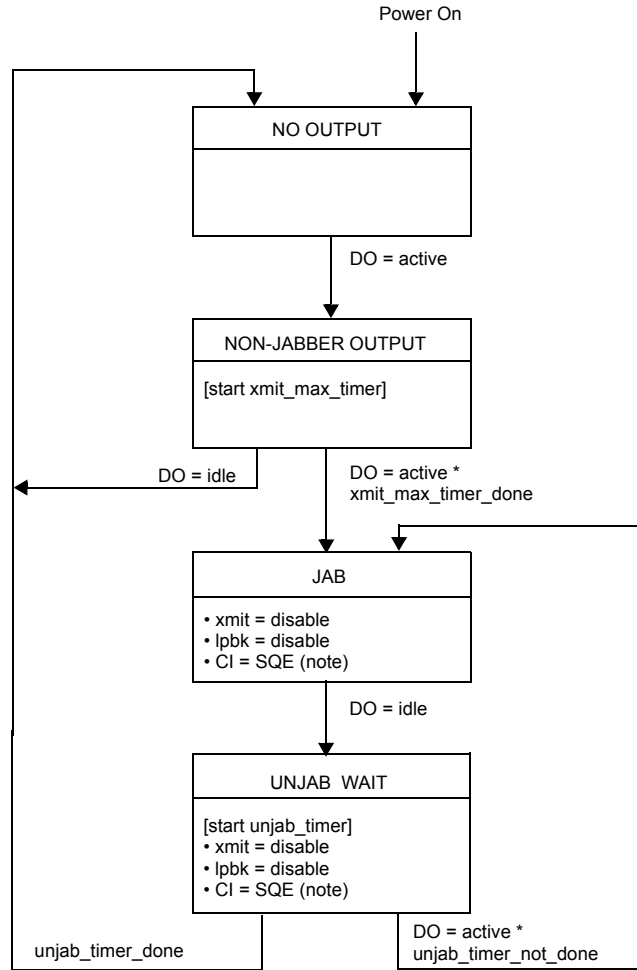 Power On
NO OUTPUT
DO = active
NON-JABBER OUTPUT
[start xmit_max_timer]
DO = idle
DO = active *
xmit_max_timer_done
JAB
• xmit = disable
• lpbk = disable
• CI = SQE (note)
DO = idle
UNJAB WAIT
[start unjab_timer]
• xmit = disable
• lpbk = disable
• CI = SQE (note)
unjab_timer_done
DO = active *
unjab_timer_not_done